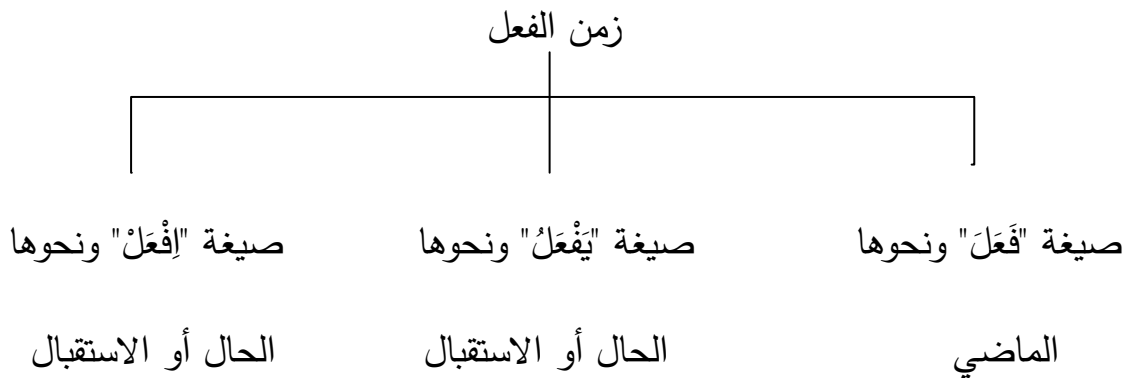 زمن الفعل
صيغة "فَعَلَ" ونحوها صيغة "يَفْعَلُ" ونحوها صيغة "اِفْعَلْ" ونحوها
الماضي الحال أو الاستقبال الحال أو الاستقبال